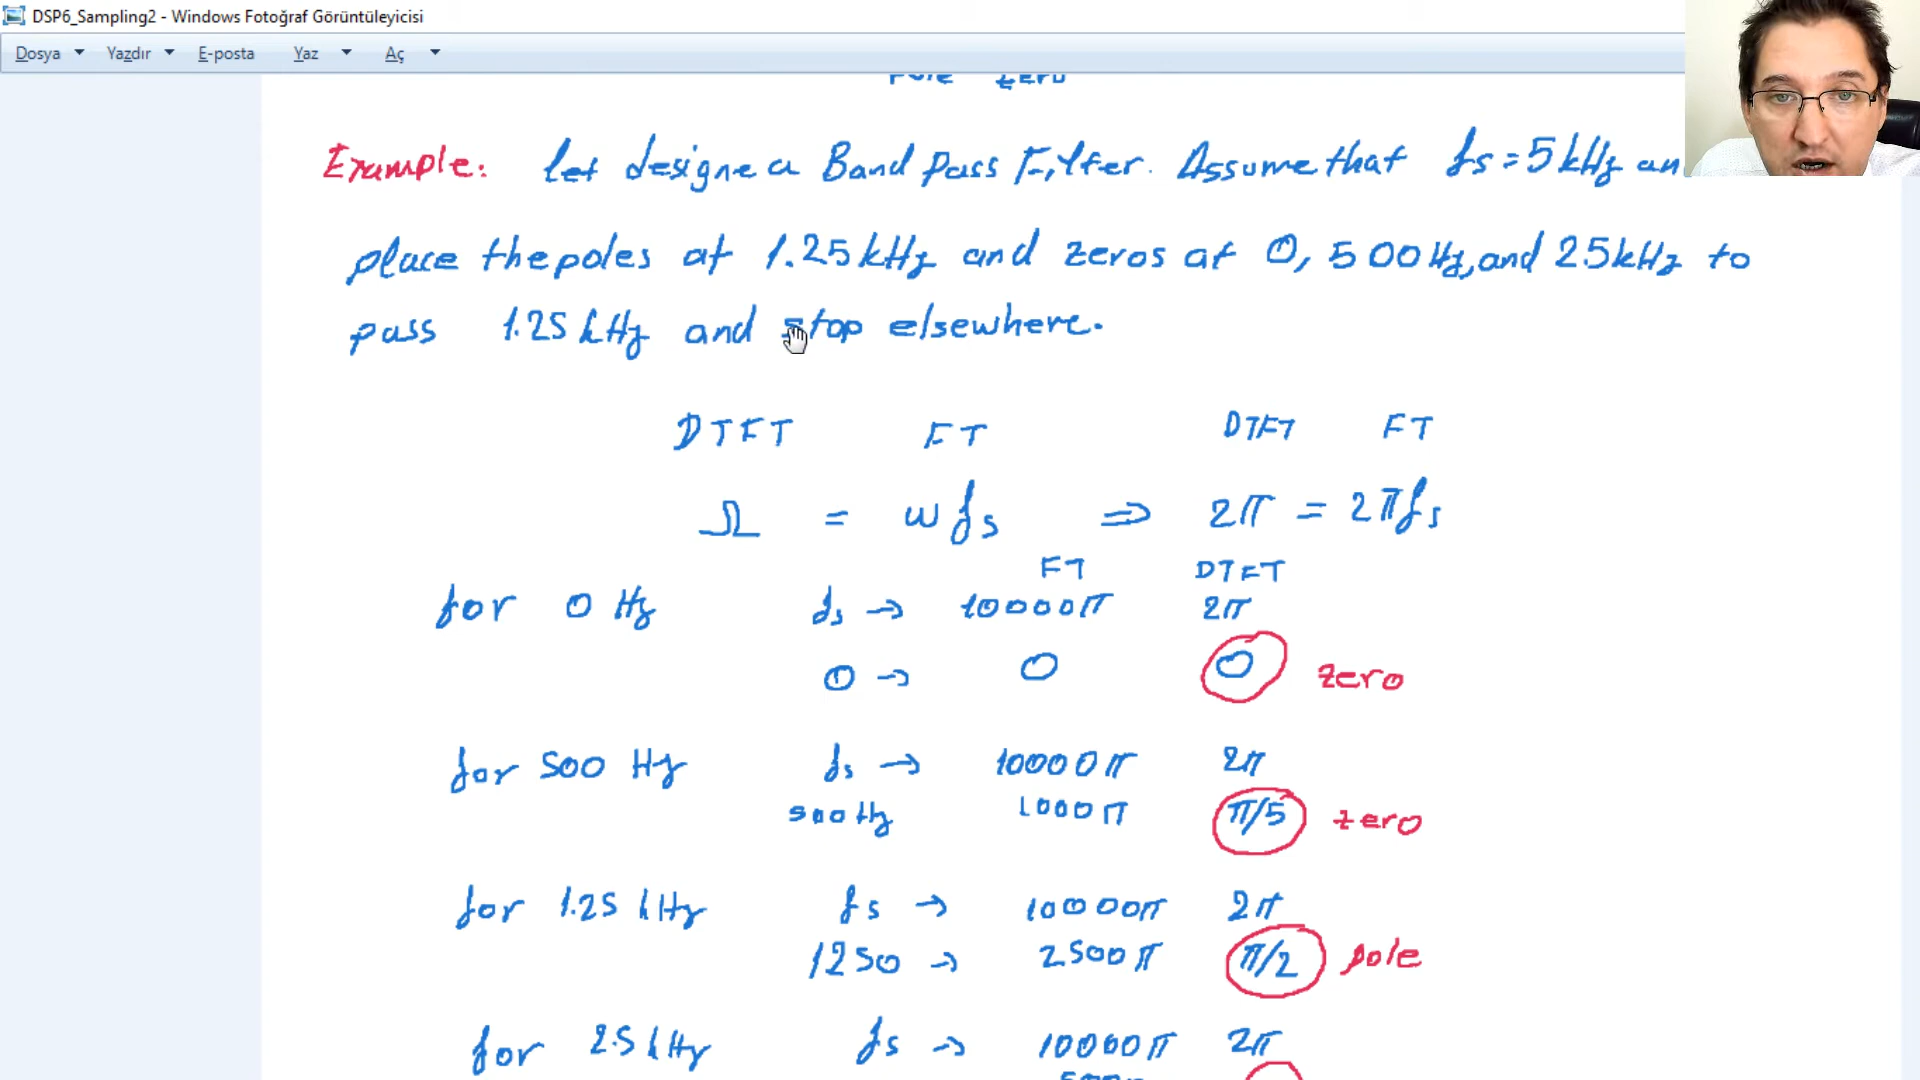 DSP6_Sampling2 - Windows Fotoğraf Görüntüleyicisi
Dosya Yazdır E-posta Yaz Aç
Pole Zero
Example: let designe a Band Pass Filter. Assume that fs = 5 kHz an
place the poles at 1.25 kHz and zeros at 0, 500 Hz, and 2.5 kHz to
pass 1.25 kHz and stop elsewhere.
DTFT FT DTFT FT
Ω = w fs ⇒ 2π = 2π fs
FT DTFT
for 0 Hz fs → 10000π 2π
0 → 0 0 zero
for 500 Hz fs → 10000π 2π
500 Hz 1000π π/5 zero
for 1.25 kHz fs → 10000π 2π
1250 → 2500π π/2 pole
for 2.5 kHz fs → 10000π 2π